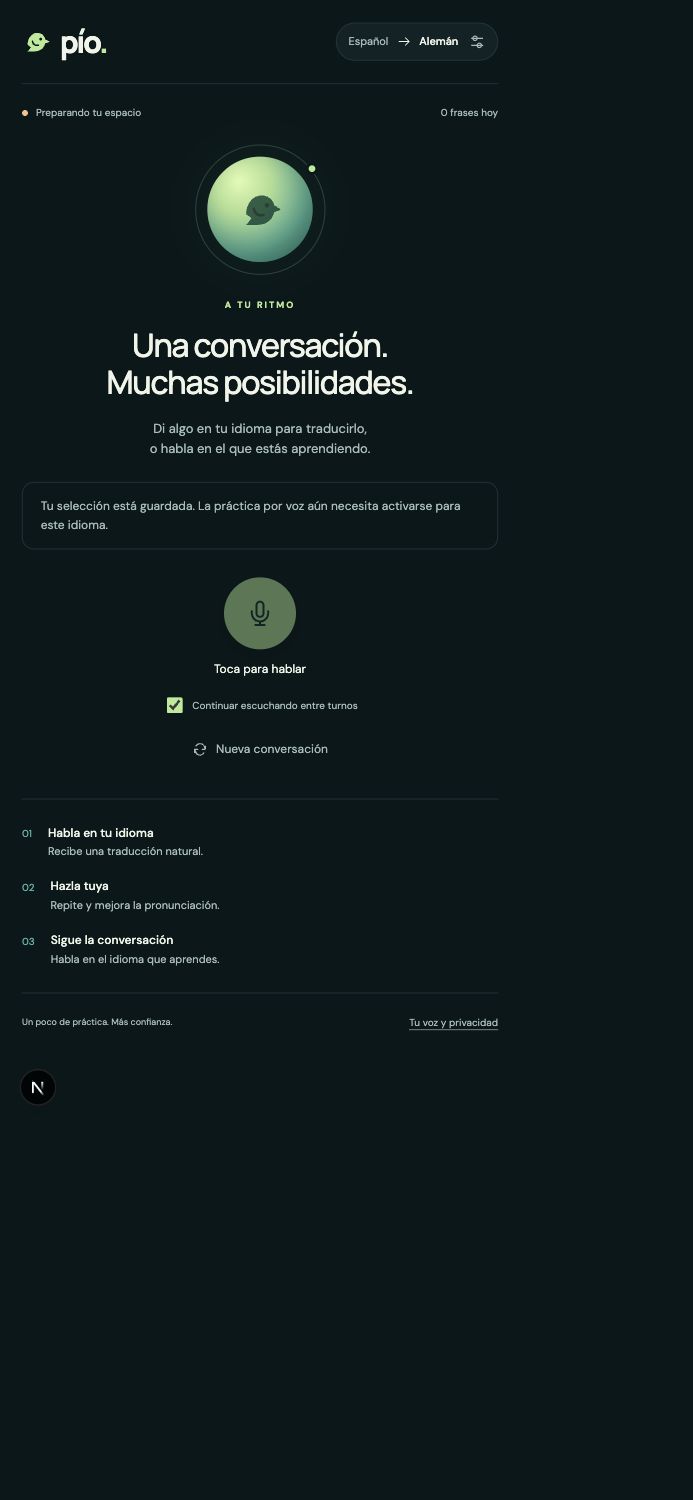 pío.
Español → Alemán
Preparando tu espacio
0 frases hoy
A TU RITMO
Una conversación.
Muchas posibilidades.
Di algo en tu idioma para traducirlo,
o habla en el que estás aprendiendo.
Tu selección está guardada. La práctica por voz aún necesita activarse para
este idioma.
Toca para hablar
Continuar escuchando entre turnos
Nueva conversación
01 Habla en tu idioma
Recibe una traducción natural.
02 Hazla tuya
Repite y mejora la pronunciación.
03 Sigue la conversación
Habla en el idioma que aprendes.
Un poco de práctica. Más confianza.
Tu voz y privacidad
N